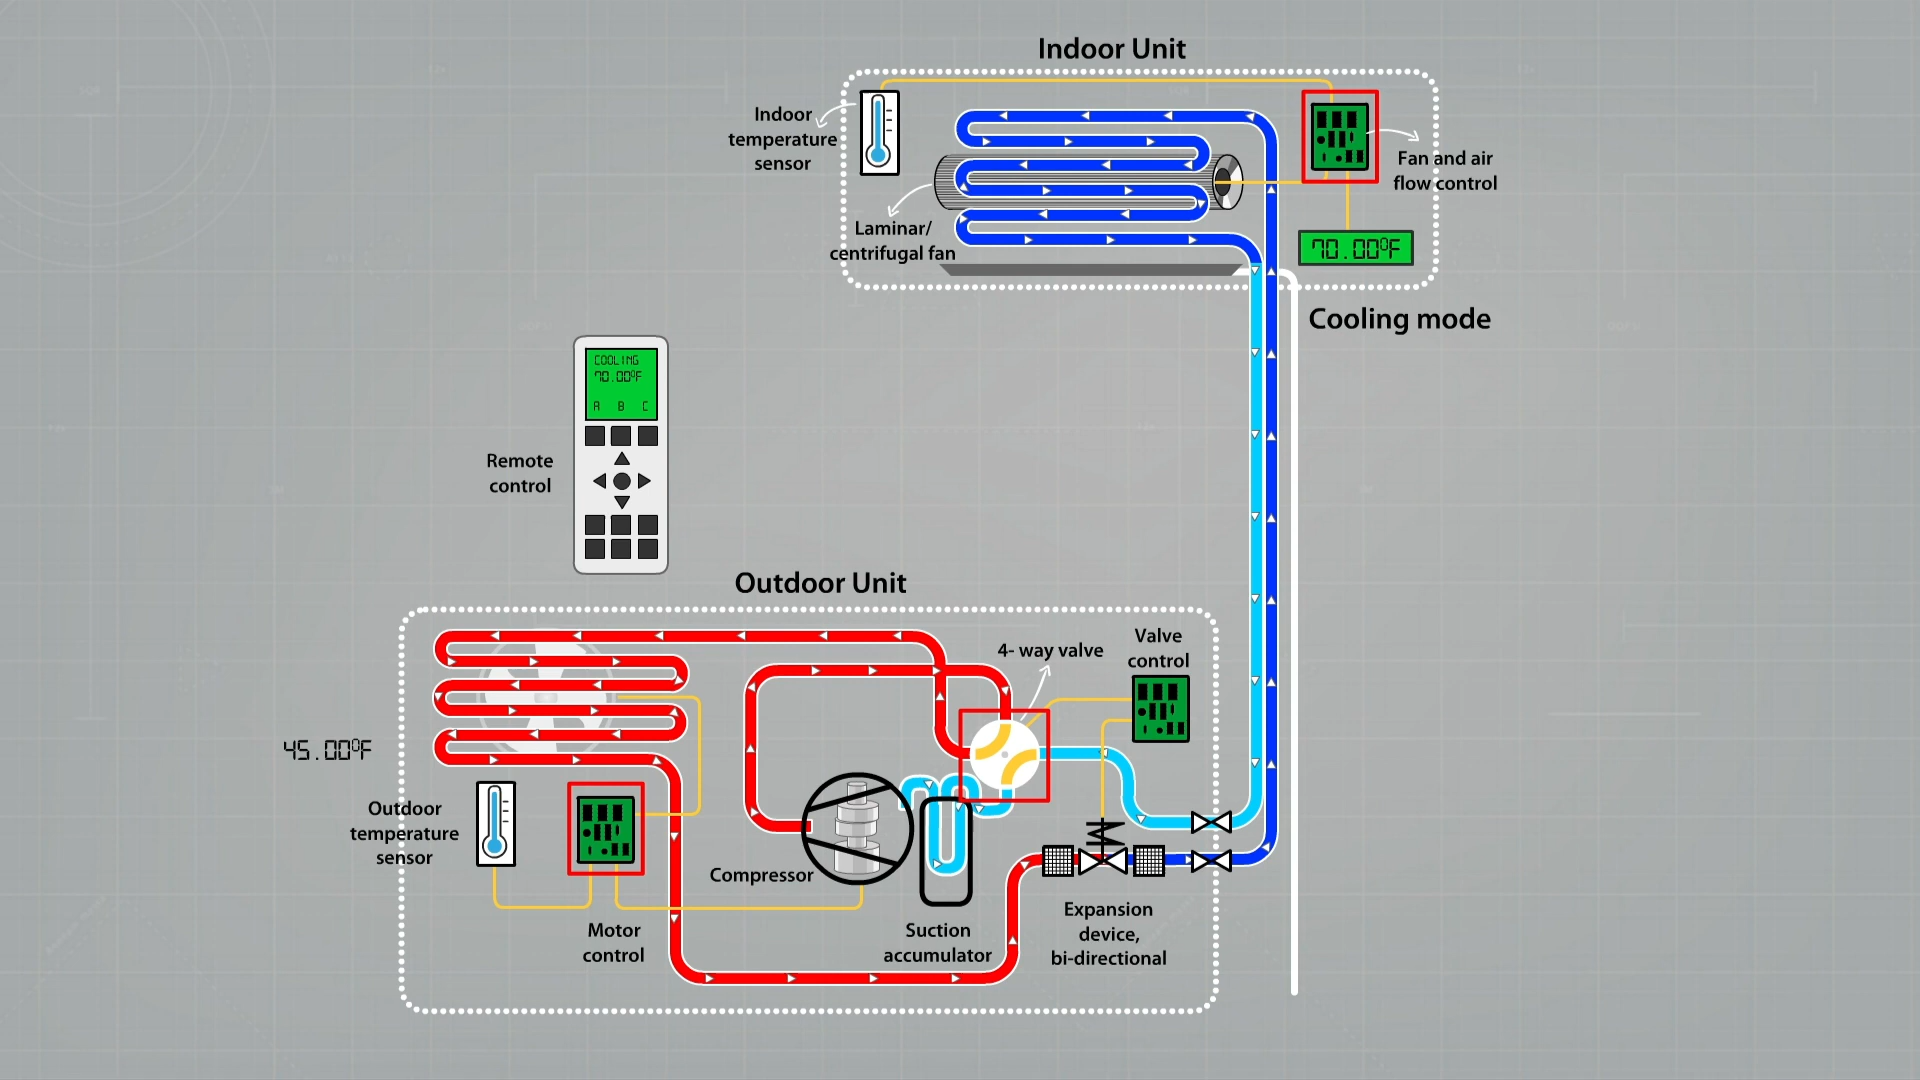 Indoor Unit
Indoor
temperature
sensor
Fan and air
flow control
Laminar/
centrifugal fan
70.00°F
Cooling mode
COOLING
70.00°F
A B C
Remote
control
Outdoor Unit
4- way valve
Valve
control
45.00°F
Outdoor
temperature
sensor
Compressor
Motor
control
Suction
accumulator
Expansion
device,
bi-directional